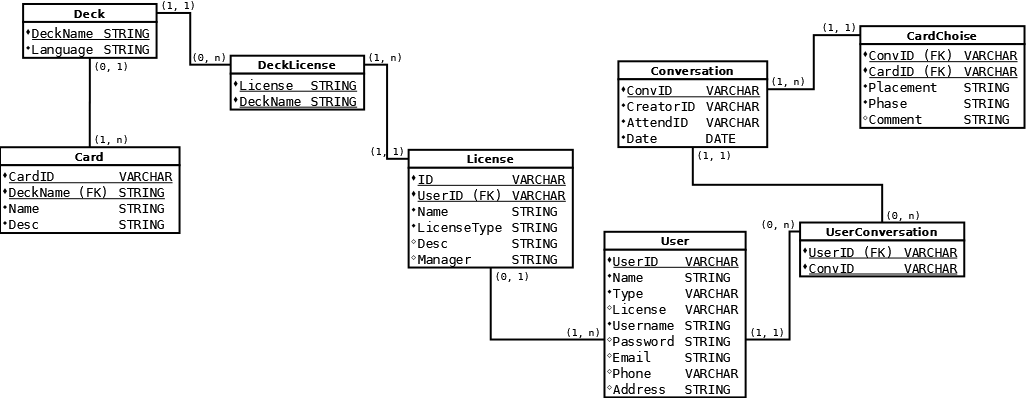 Deck
DeckName STRING
Language STRING
(1, 1)
(0, n)
(0, 1)
(1, n)
DeckLicense
License STRING
DeckName STRING
(1, n)
(1, 1)
Card
CardID VARCHAR
DeckName (FK) STRING
Name STRING
Desc STRING
License
ID VARCHAR
UserID (FK) VARCHAR
Name STRING
LicenseType STRING
Desc STRING
Manager STRING
(0, 1)
(1, n)
User
UserID VARCHAR
Name STRING
Type VARCHAR
License VARCHAR
Username STRING
Password STRING
Email STRING
Phone VARCHAR
Address STRING
(1, 1)
(0, n)
Conversation
ConvID VARCHAR
CreatorID VARCHAR
AttendID VARCHAR
Date DATE
(1, n)
(1, 1)
(1, 1)
(0, n)
CardChoise
ConvID (FK) VARCHAR
CardID (FK) VARCHAR
Placement STRING
Phase STRING
Comment STRING
UserConversation
UserID (FK) VARCHAR
ConvID VARCHAR